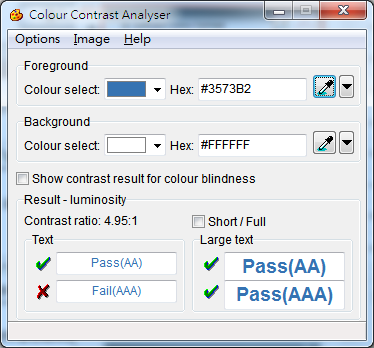 Colour Contrast Analyser
Options Image Help
Foreground
Colour select: Hex: #3573B2
Background
Colour select: Hex: #FFFFFF
Show contrast result for colour blindness
Result - luminosity
Contrast ratio: 4.95:1 Short / Full
Text Large text
Pass(AA) Pass(AA)
Fail(AAA) Pass(AAA)